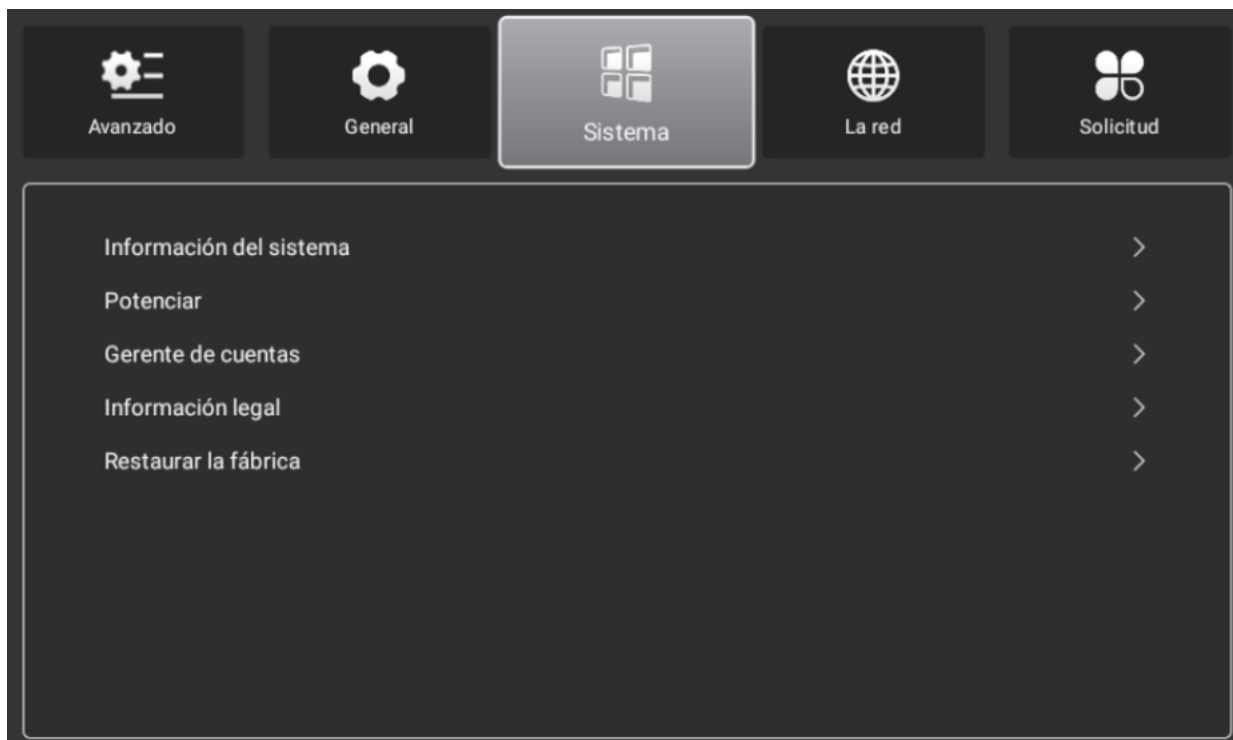 Avanzado
General
Sistema
La red
Solicitud
Información del sistema
Potenciar
Gerente de cuentas
Información legal
Restaurar la fábrica